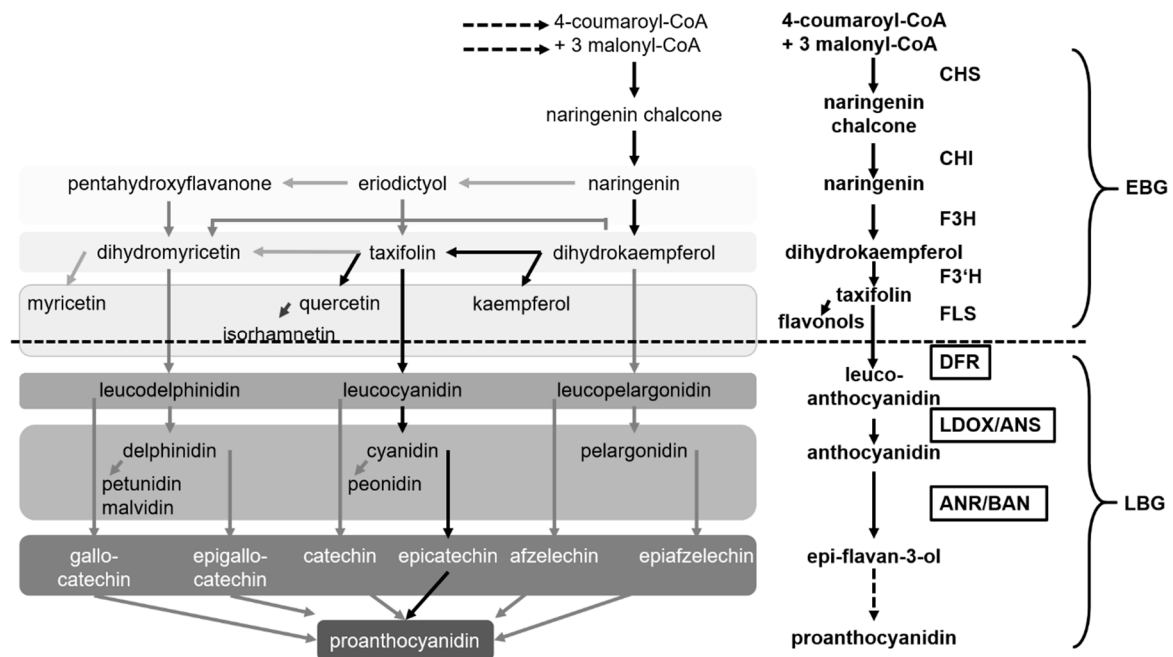 4-coumaroyl-CoA
+ 3 malonyl-CoA
naringenin chalcone
pentahydroxyflavanone
eriodictyol
naringenin
dihydromyricetin
taxifolin
dihydrokaempferol
myricetin
quercetin
kaempferol
isorhamnetin
leucodelphinidin
leucocyanidin
leucopelargonidin
delphinidin
cyanidin
pelargonidin
petunidin
malvidin
peonidin
gallo-
catechin
epigallo-
catechin
catechin
epicatechin
afzelechin
epiafzelechin
proanthocyanidin
4-coumaroyl-CoA
+ 3 malonyl-CoA
CHS
naringenin
chalcone
CHI
naringenin
F3H
dihydrokaempferol
F3‘H
taxifolin
FLS
flavonols
DFR
leuco-
anthocyanidin
LDOX/ANS
anthocyanidin
ANR/BAN
epi-flavan-3-ol
proanthocyanidin
EBG
LBG